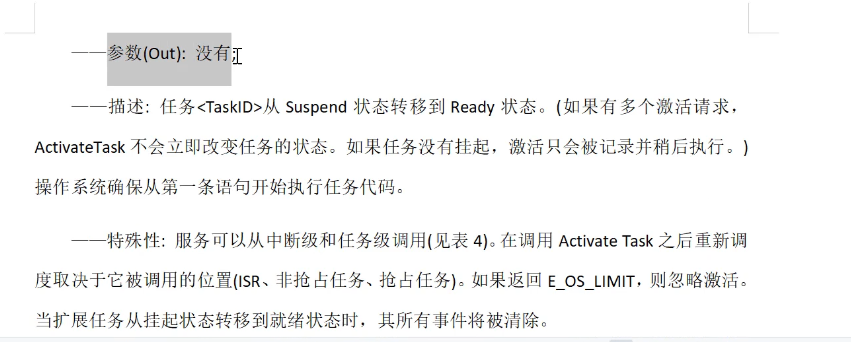 ——参数(Out): 没有;
——描述: 任务<TaskID>从 Suspend 状态转移到 Ready 状态。(如果有多个激活请求，
ActivateTask 不会立即改变任务的状态。如果任务没有挂起，激活只会被记录并稍后执行。)
操作系统确保从第一条语句开始执行任务代码。
——特殊性: 服务可以从中断级和任务级调用(见表 4)。在调用 Activate Task 之后重新调
度取决于它被调用的位置(ISR、非抢占任务、抢占任务)。如果返回 E_OS_LIMIT，则忽略激活。
当扩展任务从挂起状态转移到就绪状态时，其所有事件将被清除。